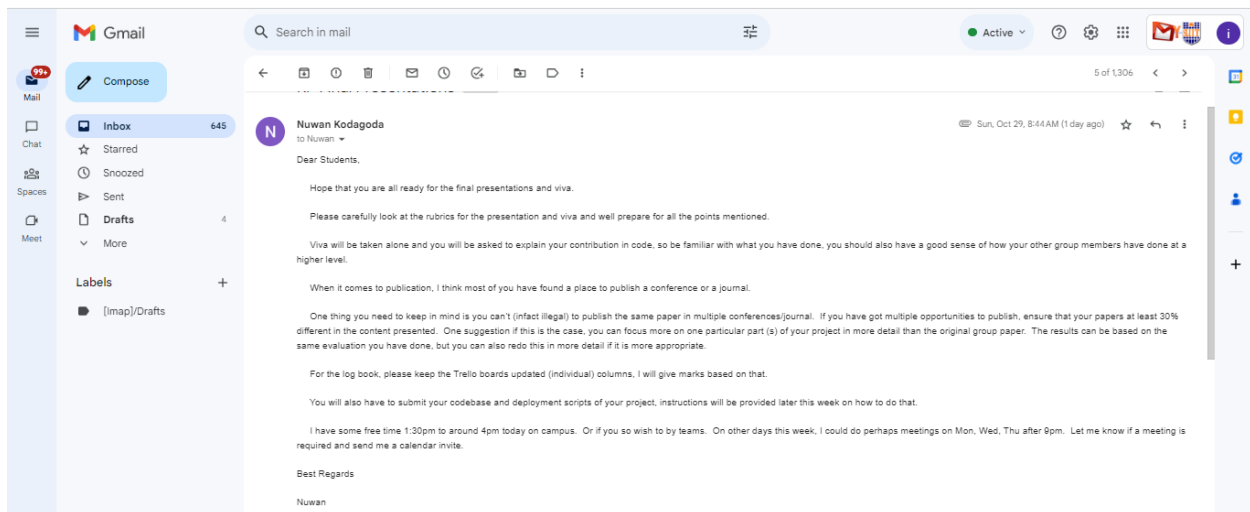 Gmail
Search in mail
Active
99+
Mail
Compose
5 of 1,306
Inbox 645
Chat
Starred
Snoozed
Spaces
Sent
Drafts 4
Meet
More
Labels
[Imap]/Drafts
N
Nuwan Kodagoda
Sun, Oct 29, 8:44 AM (1 day ago)
to Nuwan
Dear Students,
Hope that you are all ready for the final presentations and viva.
Please carefully look at the rubrics for the presentation and viva and well prepare for all the points mentioned.
Viva will be taken alone and you will be asked to explain your contribution in code, so be familiar with what you have done, you should also have a good sense of how your other group members have done at a
higher level.
When it comes to publication, I think most of you have found a place to publish a conference or a journal.
One thing you need to keep in mind is you can't (infact illegal) to publish the same paper in multiple conferences/journal. If you have got multiple opportunities to publish, ensure that your papers at least 30%
different in the content presented. One suggestion if this is the case, you can focus more on one particular part (s) of your project in more detail than the original group paper. The results can be based on the
same evaluation you have done, but you can also redo this in more detail if it is more appropriate.
For the log book, please keep the Trello boards updated (individual) columns, I will give marks based on that.
You will also have to submit your codebase and deployment scripts of your project, instructions will be provided later this week on how to do that.
I have some free time 1:30pm to around 4pm today on campus. Or if you so wish to by teams. On other days this week, I could do perhaps meetings on Mon, Wed, Thu after 9pm. Let me know if a meeting is
required and send me a calendar invite.
Best Regards
Nuwan
i
31